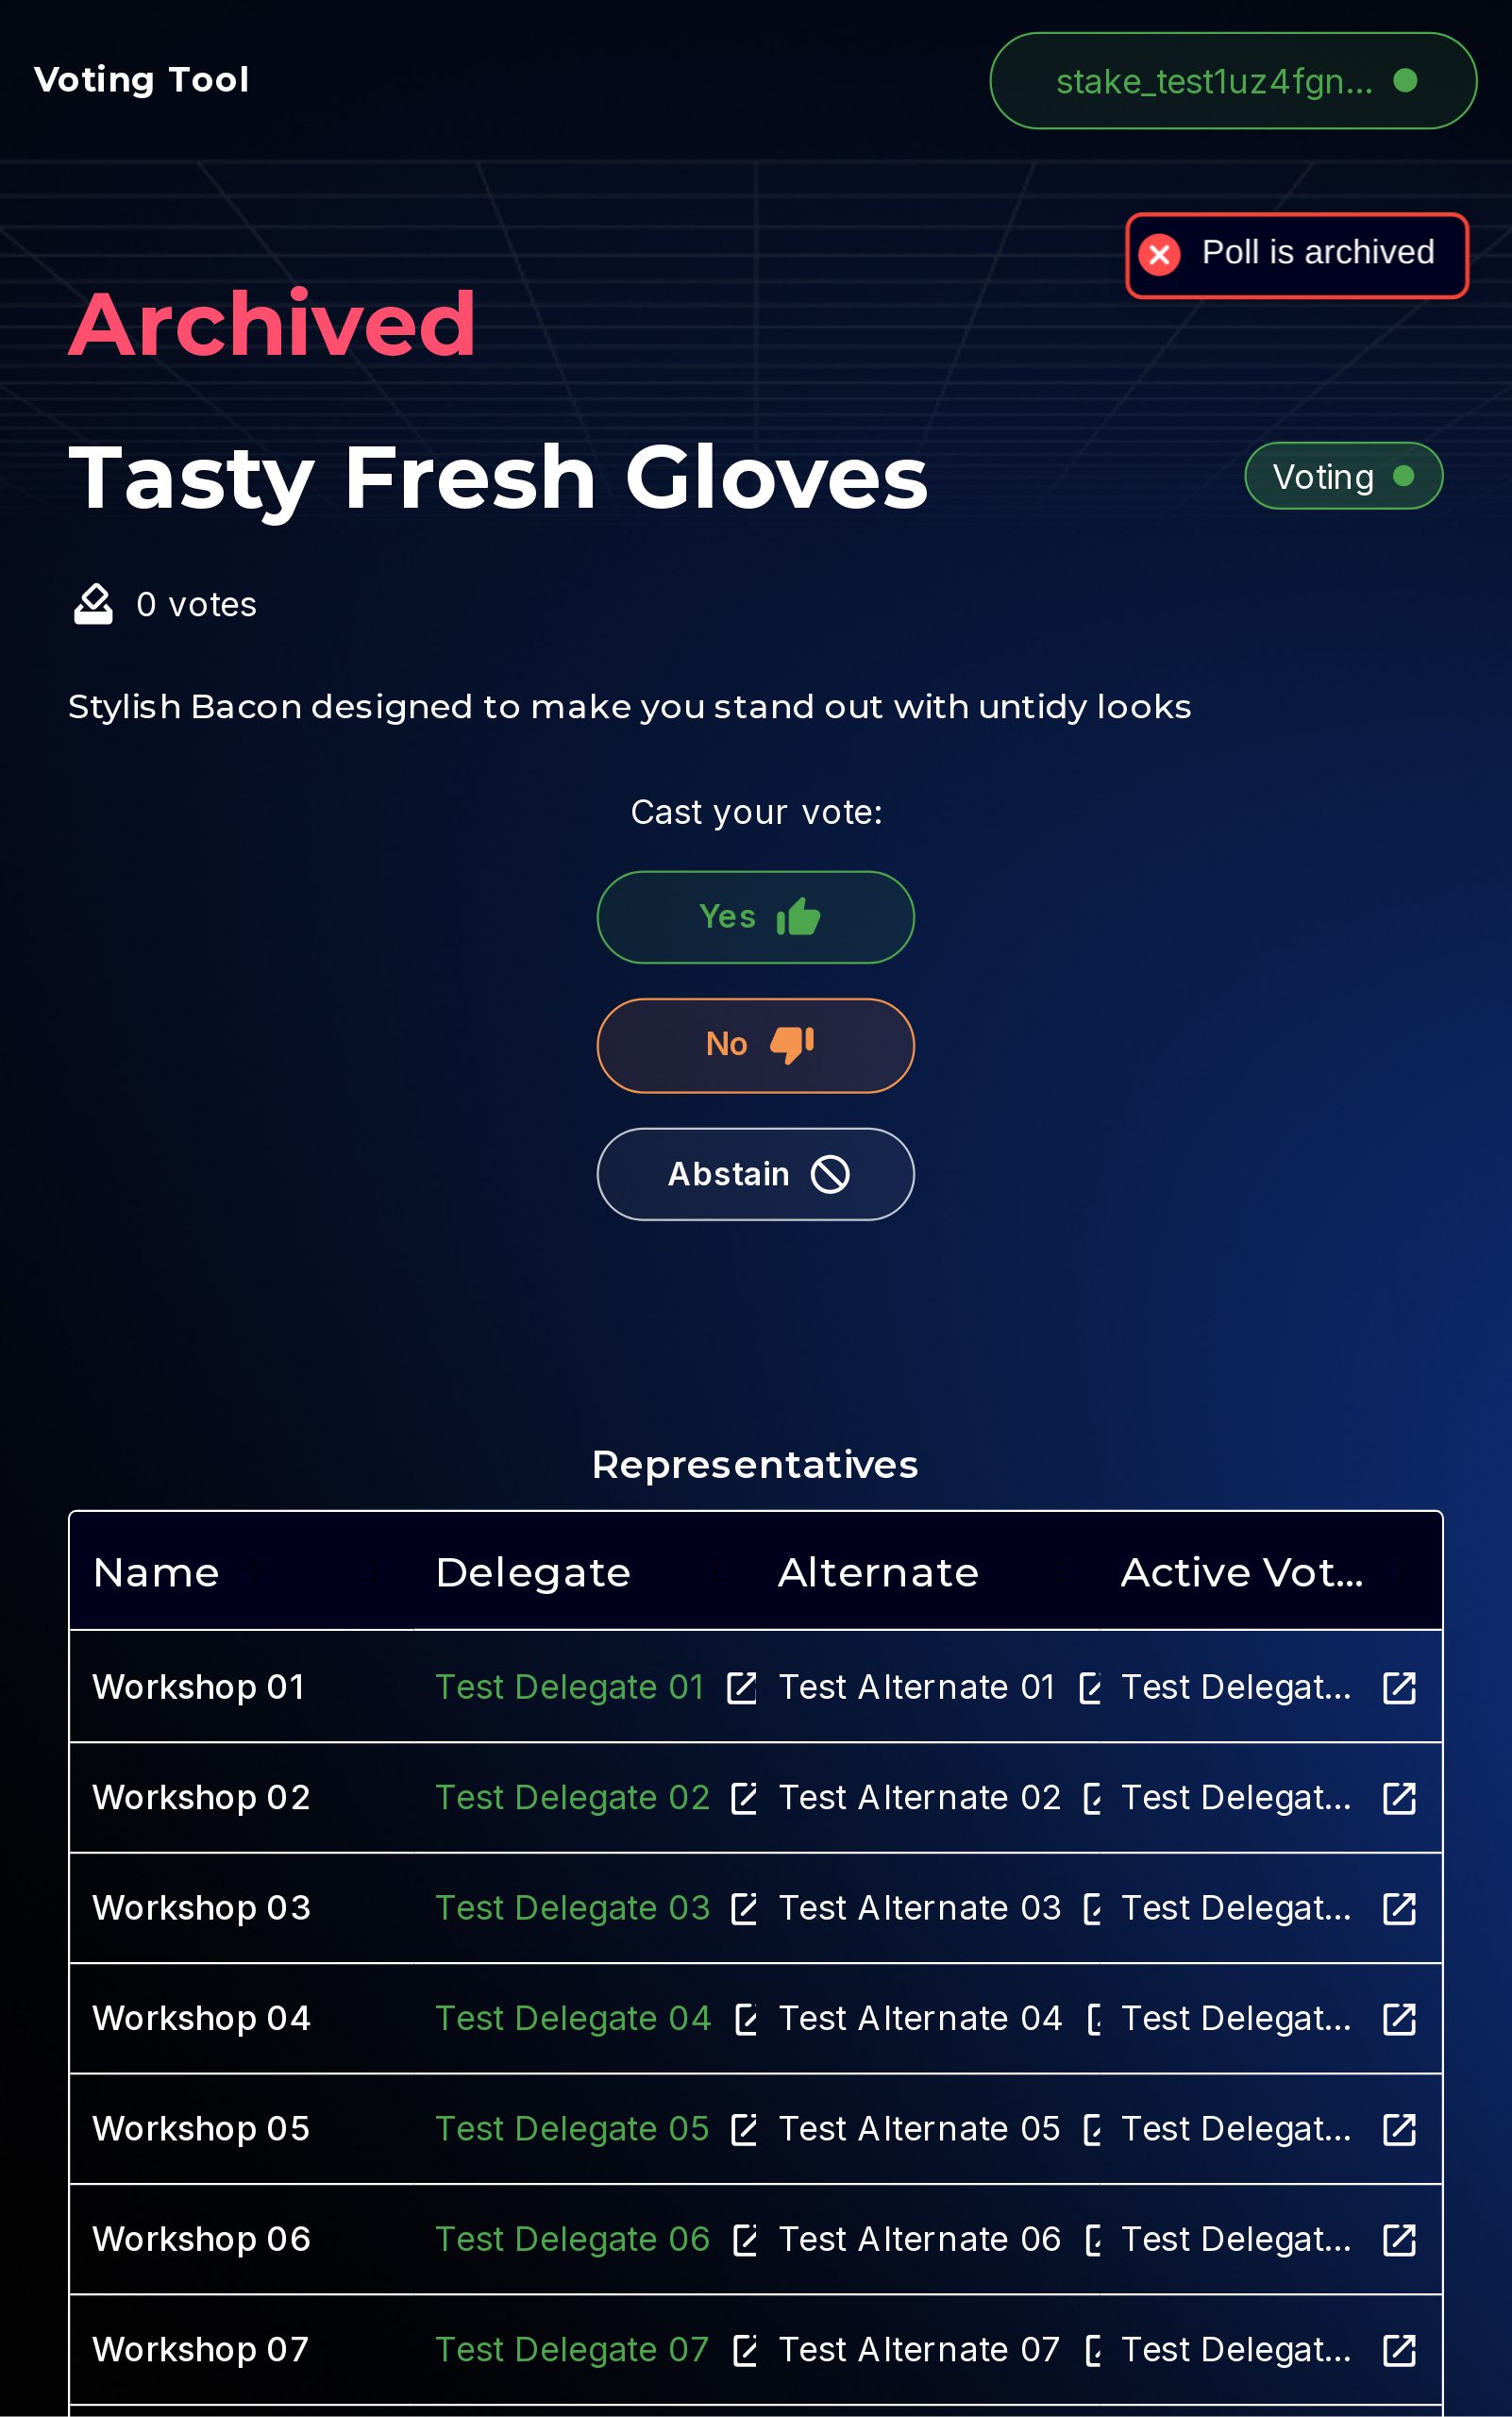 Voting Tool
stake_test1uz4fgn...
Poll is archived
Archived
Tasty Fresh Gloves
Voting
0 votes
Stylish Bacon designed to make you stand out with untidy looks
Cast your vote:
Yes
No
Abstain
Representatives
Name Delegate Alternate Active Vot...
Workshop 01 Test Delegate 01 Test Alternate 01 Test Delegat...
Workshop 02 Test Delegate 02 Test Alternate 02 Test Delegat...
Workshop 03 Test Delegate 03 Test Alternate 03 Test Delegat...
Workshop 04 Test Delegate 04 Test Alternate 04 Test Delegat...
Workshop 05 Test Delegate 05 Test Alternate 05 Test Delegat...
Workshop 06 Test Delegate 06 Test Alternate 06 Test Delegat...
Workshop 07 Test Delegate 07 Test Alternate 07 Test Delegat...